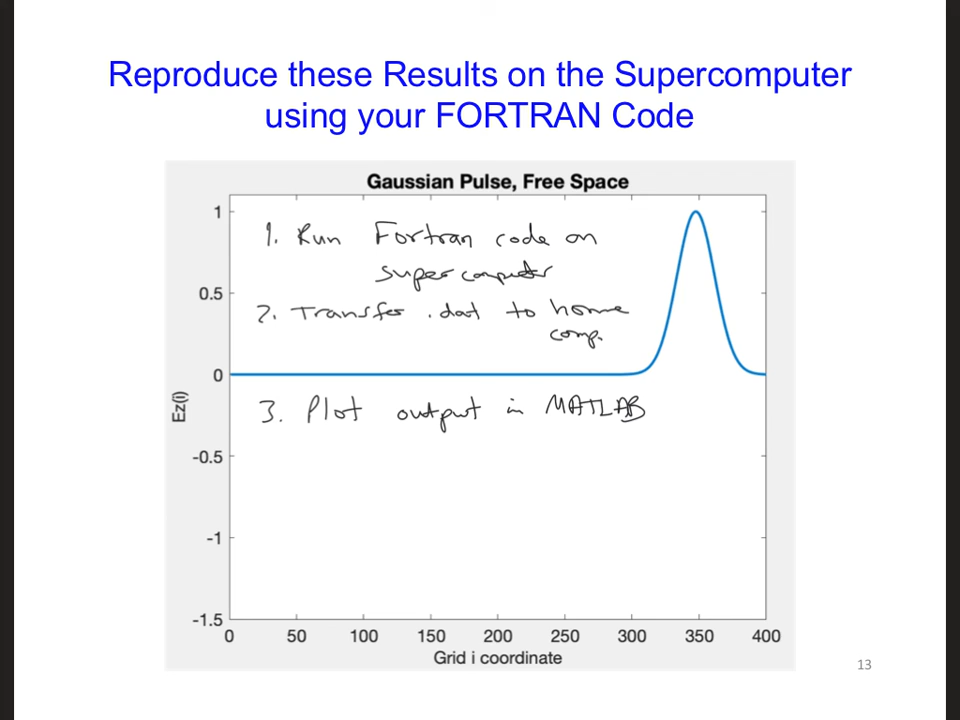 Reproduce these Results on the Supercomputer
using your FORTRAN Code
Gaussian Pulse, Free Space
1
0.5
0
-0.5
-1
-1.5
Ez(i)
1. Run Fortran code on
supercomputer
2. Transfer .dat to home
comp.
3. Plot output in MATLAB
0 50 100 150 200 250 300 350 400
Grid i coordinate
13